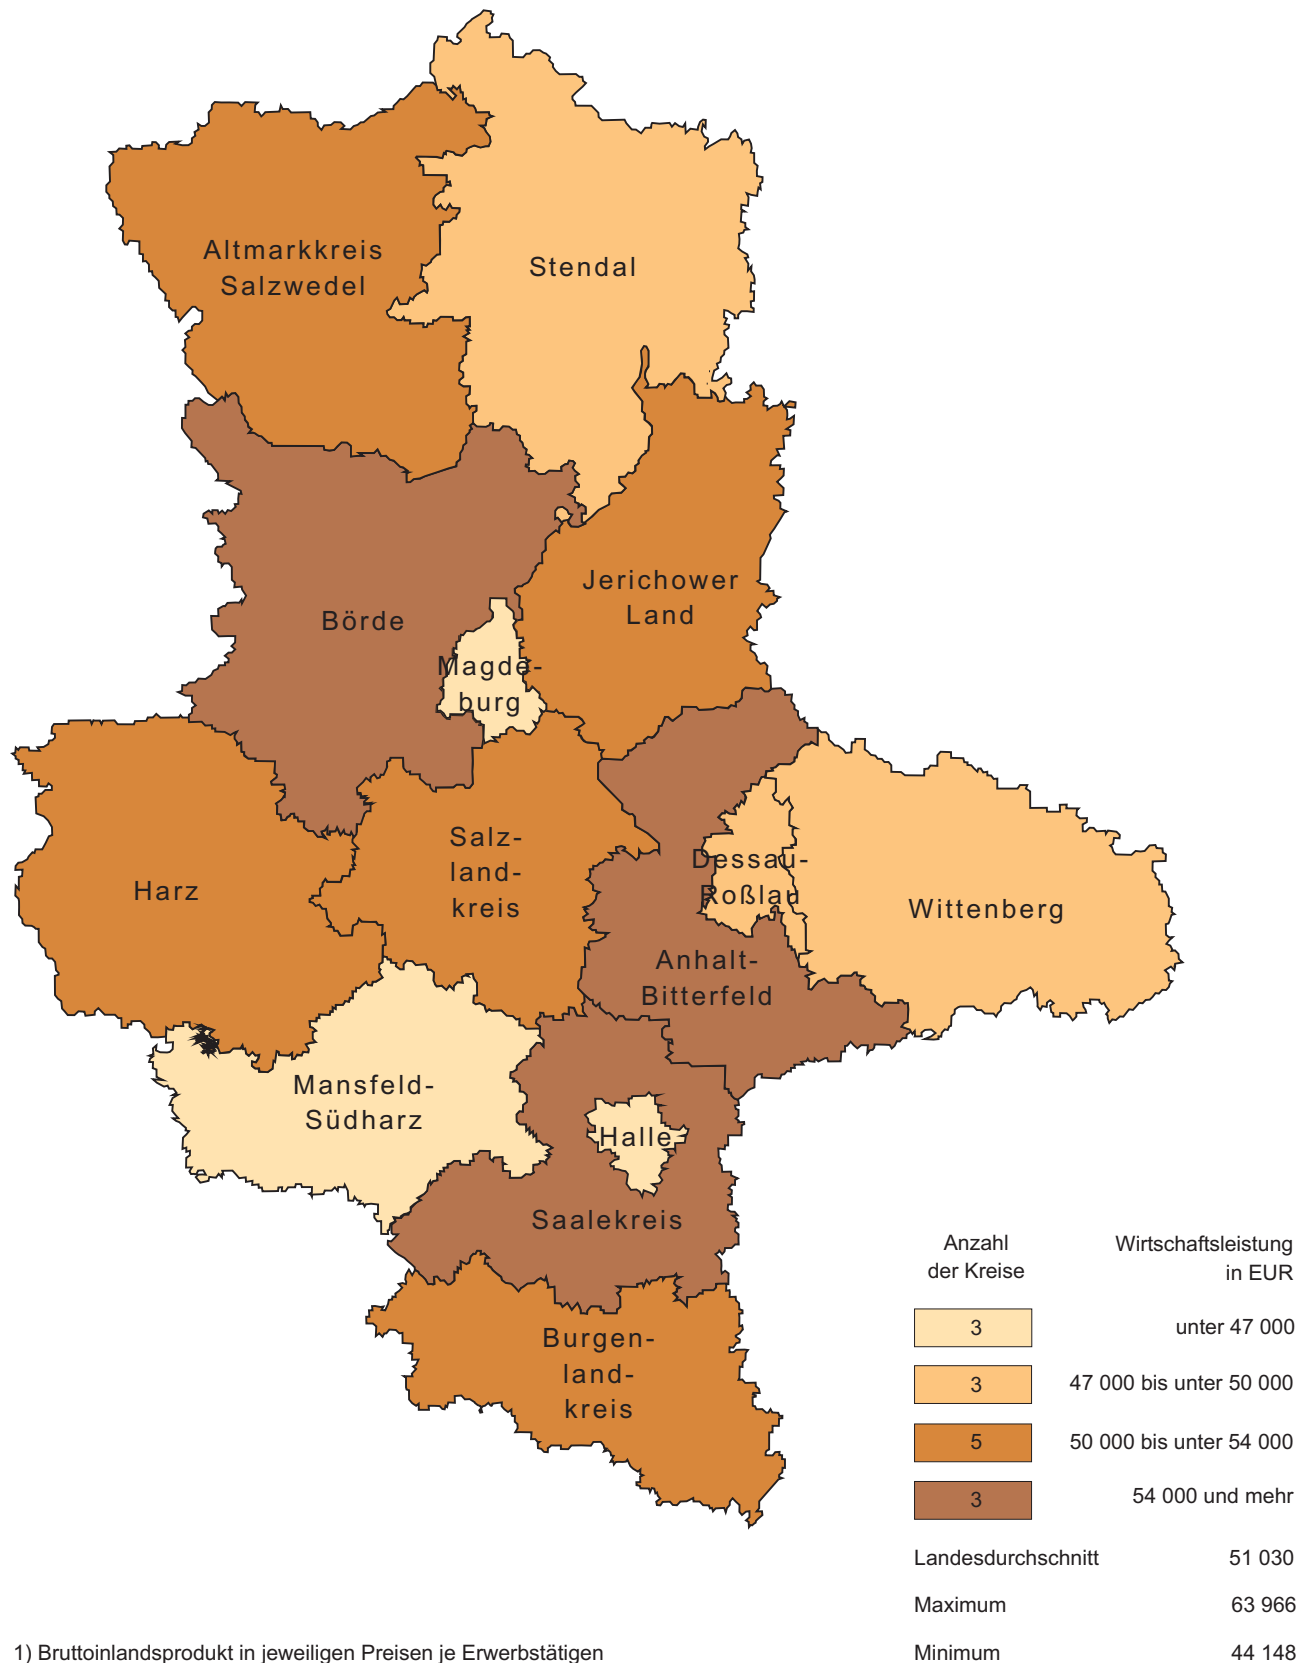 Altmarkkreis
Salzwedel
Stendal
Jerichower
Land
Börde
Magde-
burg
Salz-
land-
kreis
Harz
Dessau-
Roßlau
Wittenberg
Anhalt-
Bitterfeld
Mansfeld-
Südharz
Halle
Saalekreis
Burgen-
land-
kreis
Anzahl
der Kreise
Wirtschaftsleistung
in EUR
3 unter 47 000
3 47 000 bis unter 50 000
5 50 000 bis unter 54 000
3 54 000 und mehr
Landesdurchschnitt 51 030
Maximum 63 966
Minimum 44 148
1) Bruttoinlandsprodukt in jeweiligen Preisen je Erwerbstätigen